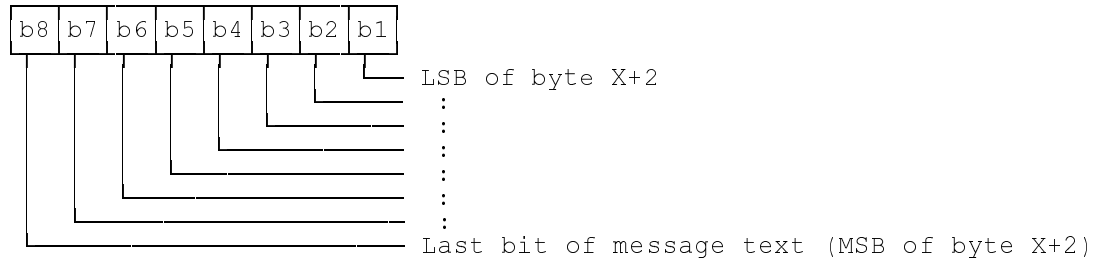 b8 b7 b6 b5 b4 b3 b2 b1
LSB of byte X+2
:
:
:
:
:
:
Last bit of message text (MSB of byte X+2)